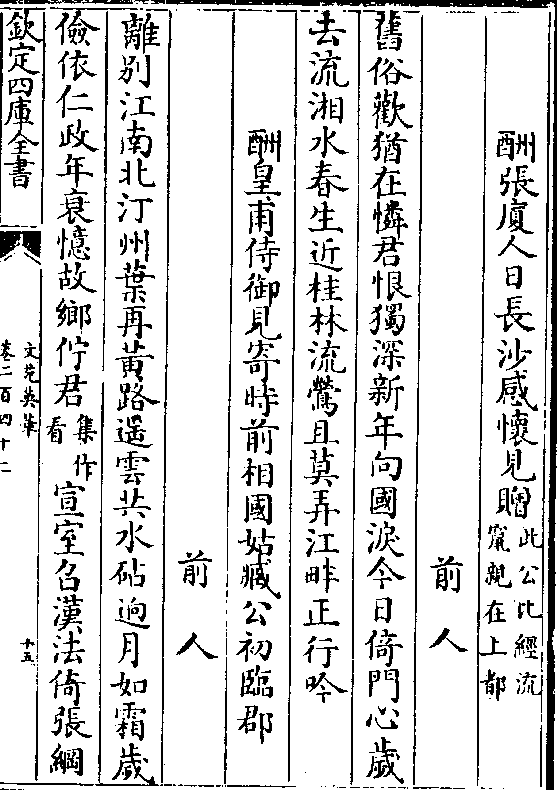 酬張厦人日長沙感懷見贈此公比經流竄親在上都
前人
舊俗歡猶在憐君恨獨深新年向國淚今日倚門心歲
去流湘水春生近桂林流鶯且莫弄江畔正行吟
酬皇甫侍御見寄時前相國姑臧公初臨郡
前人
離别江南北汀州葉再黃路遥雲共水砧迥月如霜歲
儉依仁政年衰憶故鄉佇君集作看宣室召漢法倚張綱
欽定四庫全書
文苑英華
卷二百四十二
十五